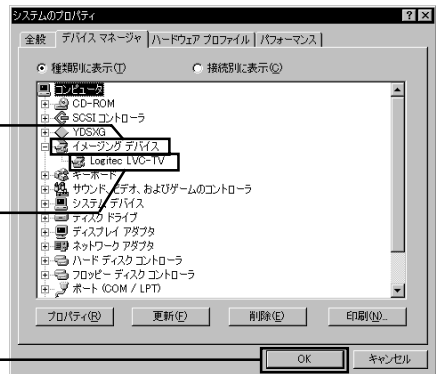 システムのプロパティ
全般 デバイス マネージャ ハードウェア プロファイル パフォーマンス
種類別に表示(T) 接続別に表示(C)
コンピュータ
CD-ROM
SCSI コントローラ
YDSXG
イメージング デバイス
Logitec LVC-TV
キーボード
サウンド、ビデオ、およびゲームのコントローラ
システム デバイス
ディスク ドライブ
ディスプレイ アダプタ
ネットワーク アダプタ
ハード ディスク コントローラ
フロッピー ディスク コントローラ
ポート (COM / LPT)
プロパティ(R) 更新(F) 削除(E) 印刷(N)...
OK キャンセル